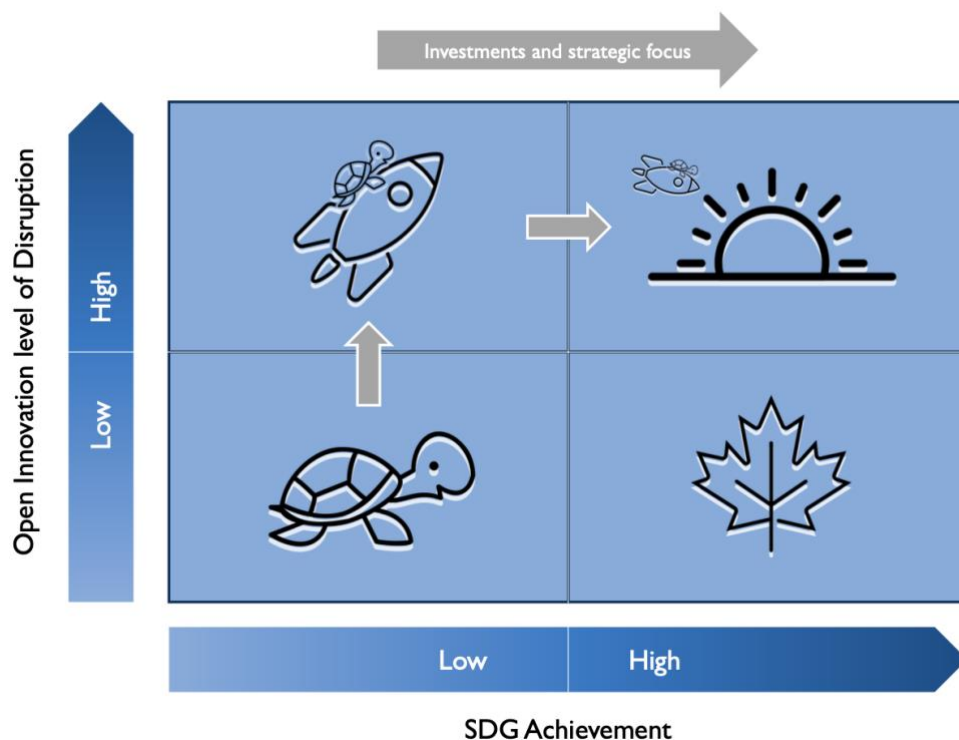 Investments and strategic focus
Open Innovation level of Disruption
High
Low
Low
High
SDG Achievement